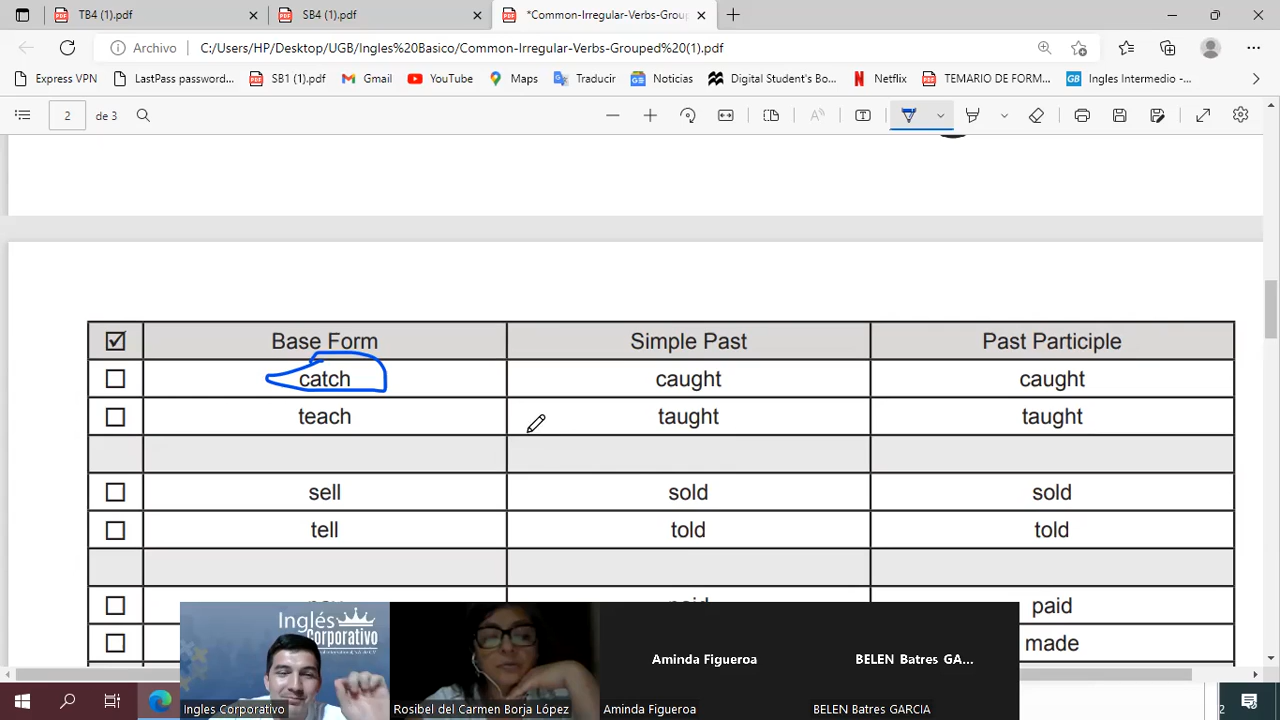 TB4 (1).pdf
SB4 (1).pdf
*Common-Irregular-Verbs-Grou
Archivo
C:/Users/HP/Desktop/UGB/Ingles%20Basico/Common-Irregular-Verbs-Grouped%20(1).pdf
Express VPN
LastPass password...
SB1 (1).pdf
Gmail
YouTube
Maps
Traducir
Noticias
Digital Student's Bo...
Netflix
TEMARIO DE FORM...
GB
Ingles Intermedio -...
2
de 3
Base Form Simple Past Past Participle
catch caught caught
teach taught taught
sell sold sold
tell told told
paid
made
Inglés
Corporativo
Ingles Corporativo
Rosibel del Carmen Borja López
Aminda Figueroa
Aminda Figueroa
BELEN Batres GA...
BELEN Batres GARCIA
2